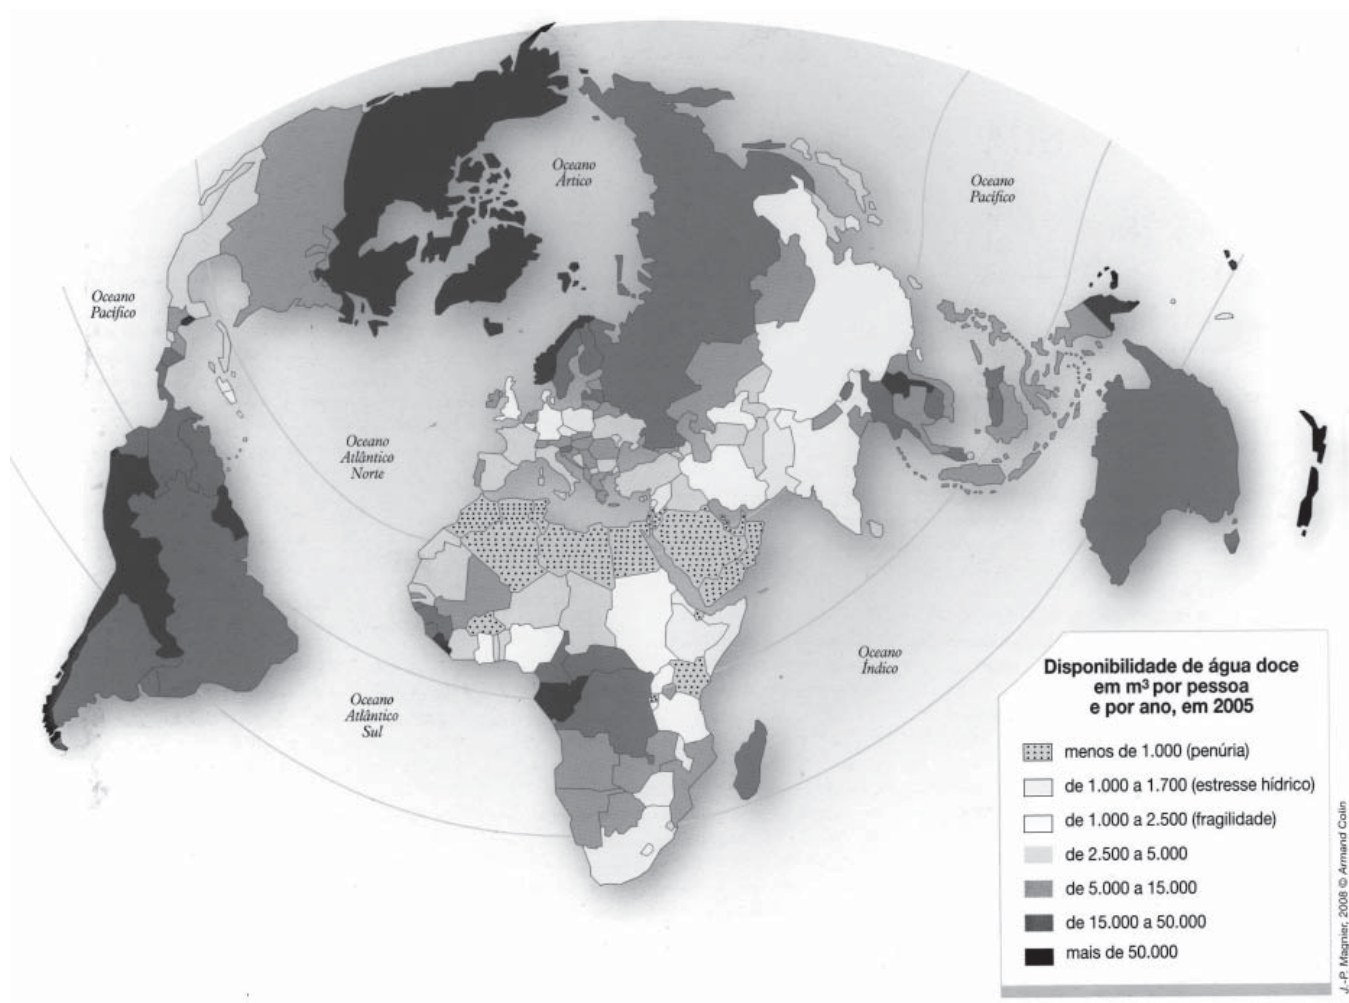 Oceano
Ártico
Oceano
Pacífico
Oceano
Pacífico
Oceano
Atlântico
Norte
Oceano
Índico
Oceano
Atlântico
Sul
Disponibilidade de água doce
em m³ por pessoa
e por ano, em 2005
menos de 1.000 (penúria)
de 1.000 a 1.700 (estresse hídrico)
de 1.000 a 2.500 (fragilidade)
de 2.500 a 5.000
de 5.000 a 15.000
de 15.000 a 50.000
mais de 50.000
J.-P. Magnier, 2008 © Armand Colin